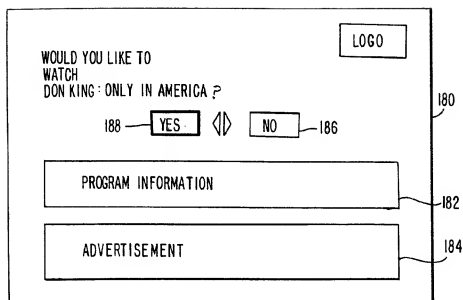 LOGO
WOULD YOU LIKE TO
WATCH
DON KING: ONLY IN AMERICA?
180
188 YES NO 186
PROGRAM INFORMATION
182
ADVERTISEMENT
184